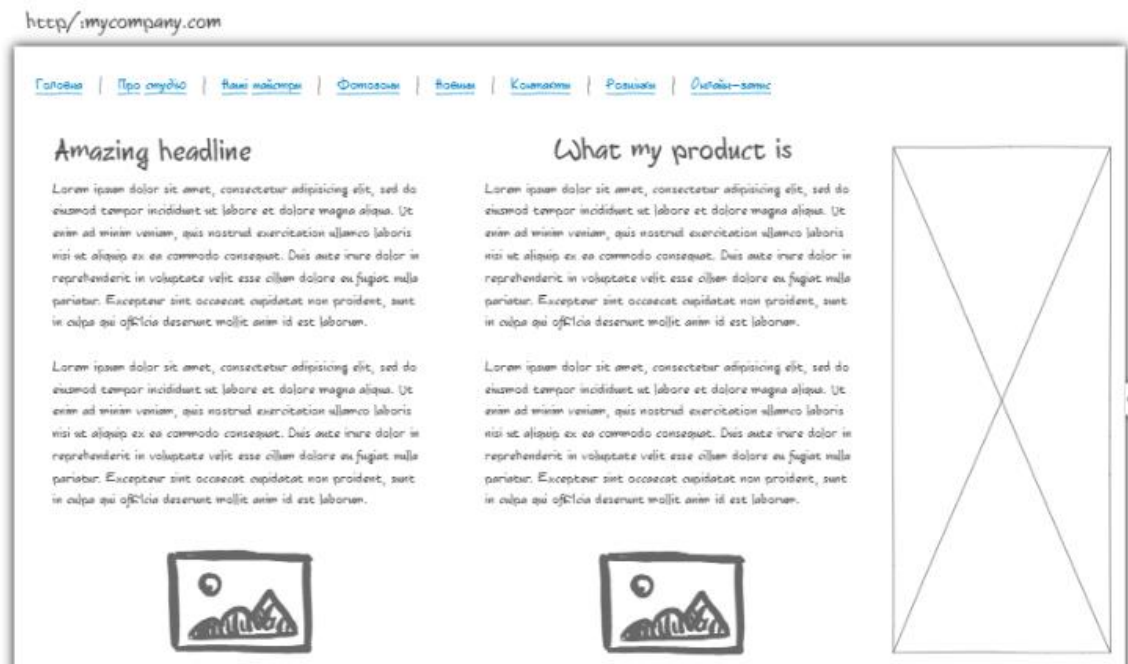 http/:mycompany.com
Головна | Про студію | Наші майстри | Фотозони | Новини | Контакти | Розцінки | Онлайн-запис
Amazing headline
Lorem ipsum dolor sit amet, consectetur adipisicing elit, sed do
eiusmod tempor incididunt ut labore et dolore magna aliqua. Ut
enim ad minim veniam, quis nostrud exercitation ullamco laboris
nisi ut aliquip ex ea commodo consequat. Duis aute irure dolor in
reprehenderit in voluptate velit esse cillum dolore eu fugiat nulla
pariatur. Excepteur sint occaecat cupidatat non proident, sunt
in culpa qui officia deserunt mollit anim id est laborum.
Lorem ipsum dolor sit amet, consectetur adipisicing elit, sed do
eiusmod tempor incididunt ut labore et dolore magna aliqua. Ut
enim ad minim veniam, quis nostrud exercitation ullamco laboris
nisi ut aliquip ex ea commodo consequat. Duis aute irure dolor in
reprehenderit in voluptate velit esse cillum dolore eu fugiat nulla
pariatur. Excepteur sint occaecat cupidatat non proident, sunt
in culpa qui officia deserunt mollit anim id est laborum.
What my product is
Lorem ipsum dolor sit amet, consectetur adipisicing elit, sed do
eiusmod tempor incididunt ut labore et dolore magna aliqua. Ut
enim ad minim veniam, quis nostrud exercitation ullamco laboris
nisi ut aliquip ex ea commodo consequat. Duis aute irure dolor in
reprehenderit in voluptate velit esse cillum dolore eu fugiat nulla
pariatur. Excepteur sint occaecat cupidatat non proident, sunt
in culpa qui officia deserunt mollit anim id est laborum.
Lorem ipsum dolor sit amet, consectetur adipisicing elit, sed do
eiusmod tempor incididunt ut labore et dolore magna aliqua. Ut
enim ad minim veniam, quis nostrud exercitation ullamco laboris
nisi ut aliquip ex ea commodo consequat. Duis aute irure dolor in
reprehenderit in voluptate velit esse cillum dolore eu fugiat nulla
pariatur. Excepteur sint occaecat cupidatat non proident, sunt
in culpa qui officia deserunt mollit anim id est laborum.